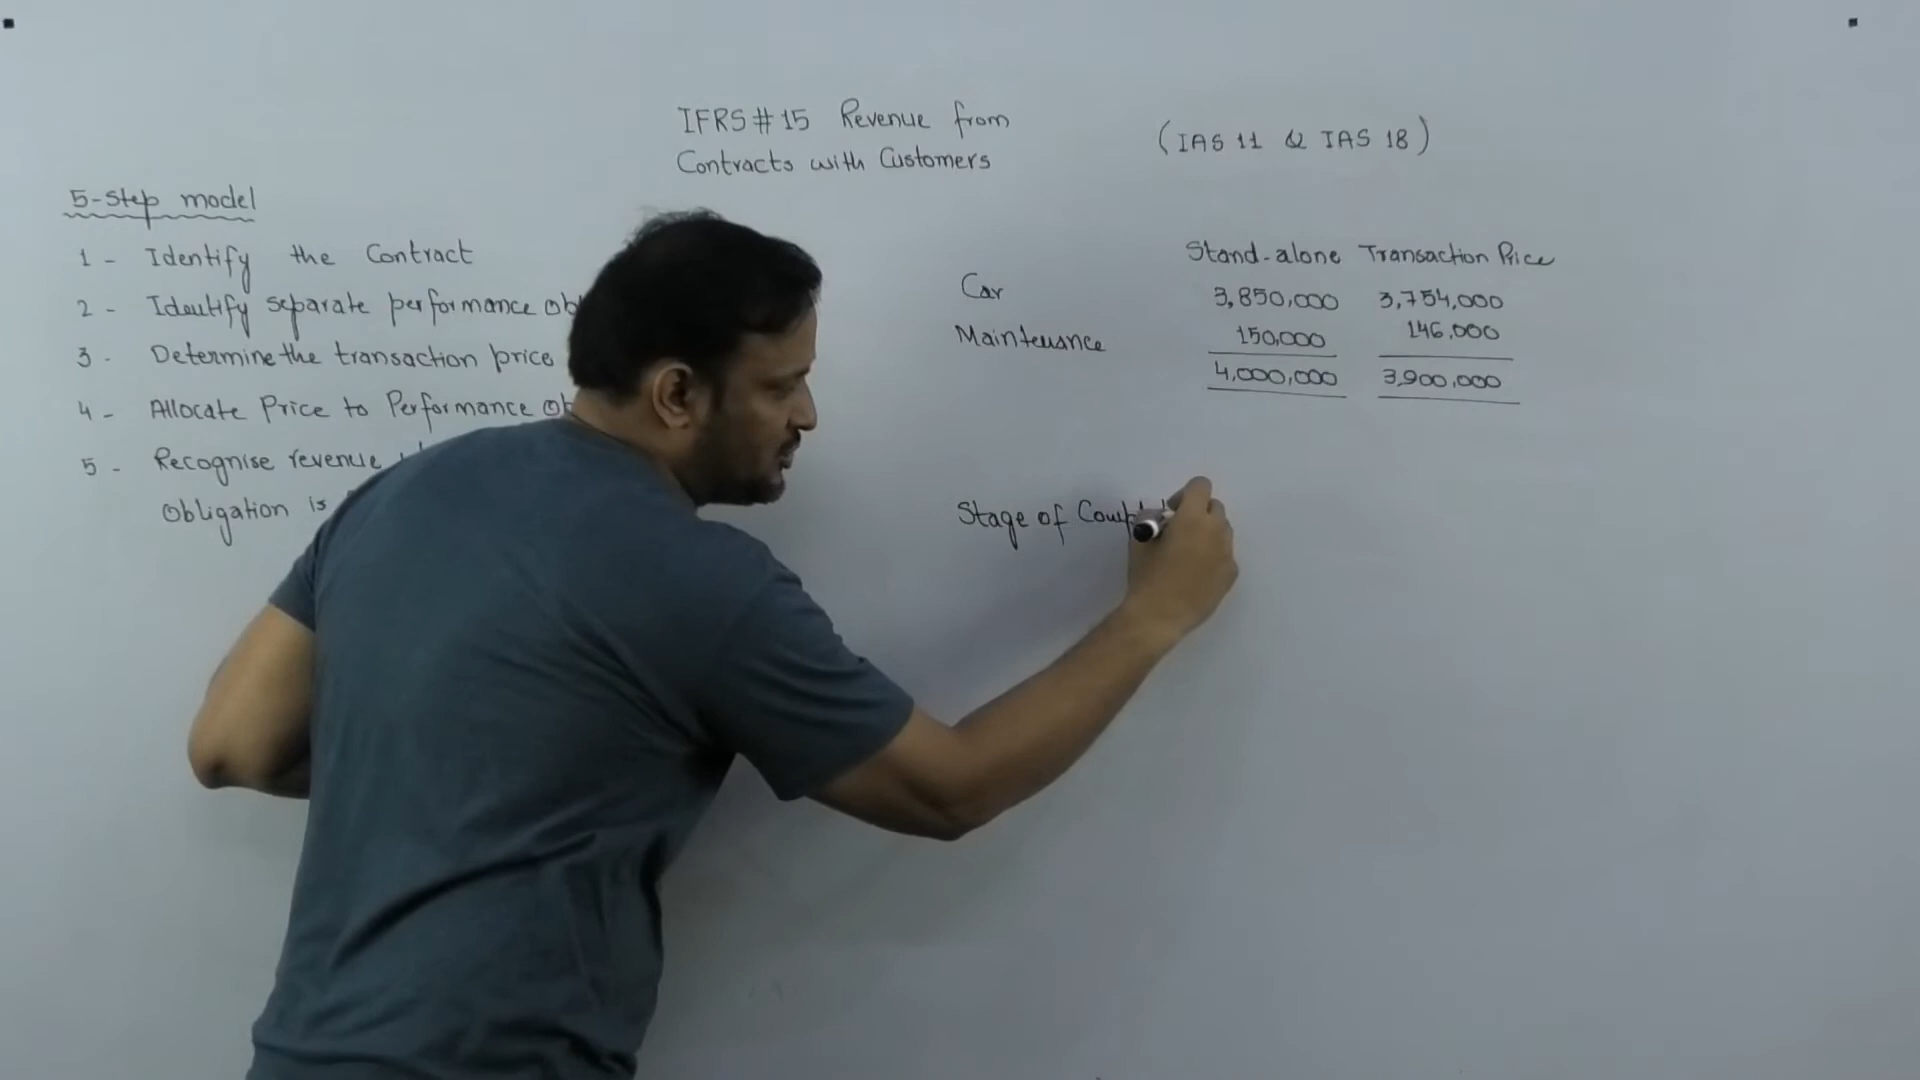 IFRS # 15 Revenue from
Contracts with Customers
(IAS 11 & IAS 18)
5-Step model
1 - Identify the Contract
2 - Identify separate performance
3 - Determine the transaction price
4 - Allocate Price to Performance
5 - Recognise revenue
Obligation is
Stand-alone Transaction Price
Car 3,850,000 3,754,000
Maintenance 150,000 146,000
4,000,000 3,900,000
Stage of